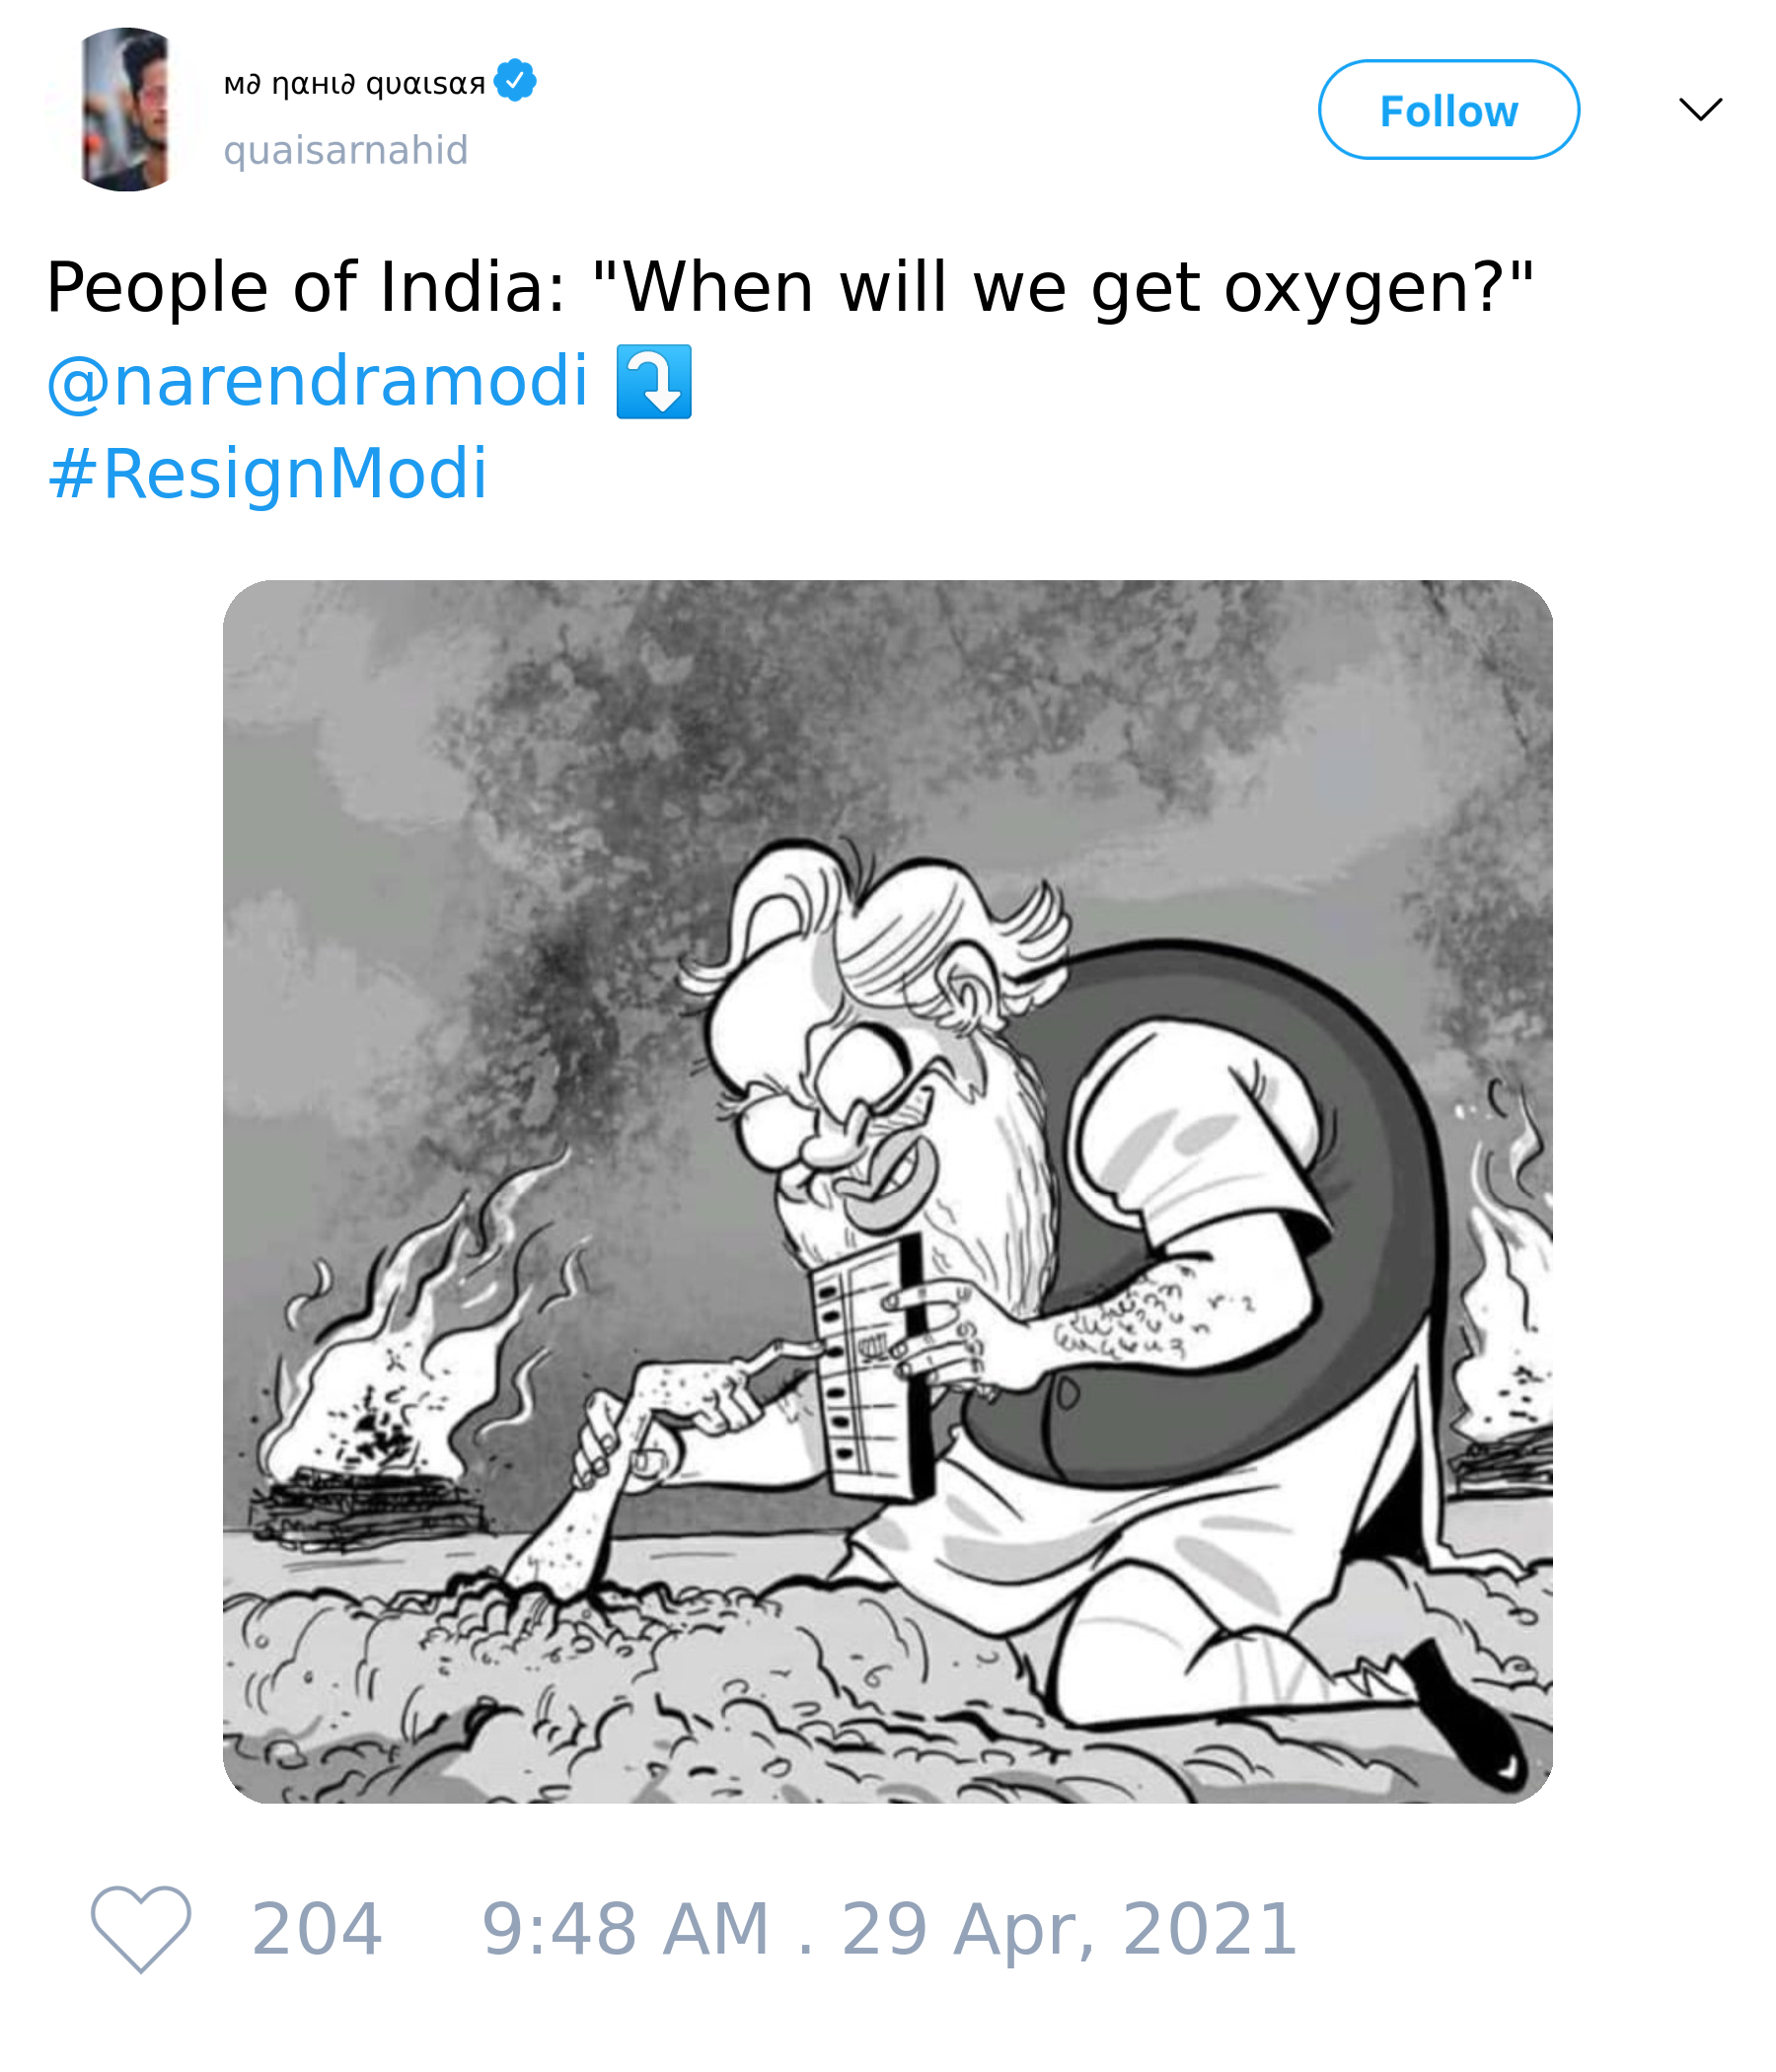 м∂ ηαнι∂ qυαιѕαя
quaisarnahid
Follow
People of India: "When will we get oxygen?"
@narendramodi ⤵️
#ResignModi
204 9:48 AM . 29 Apr, 2021